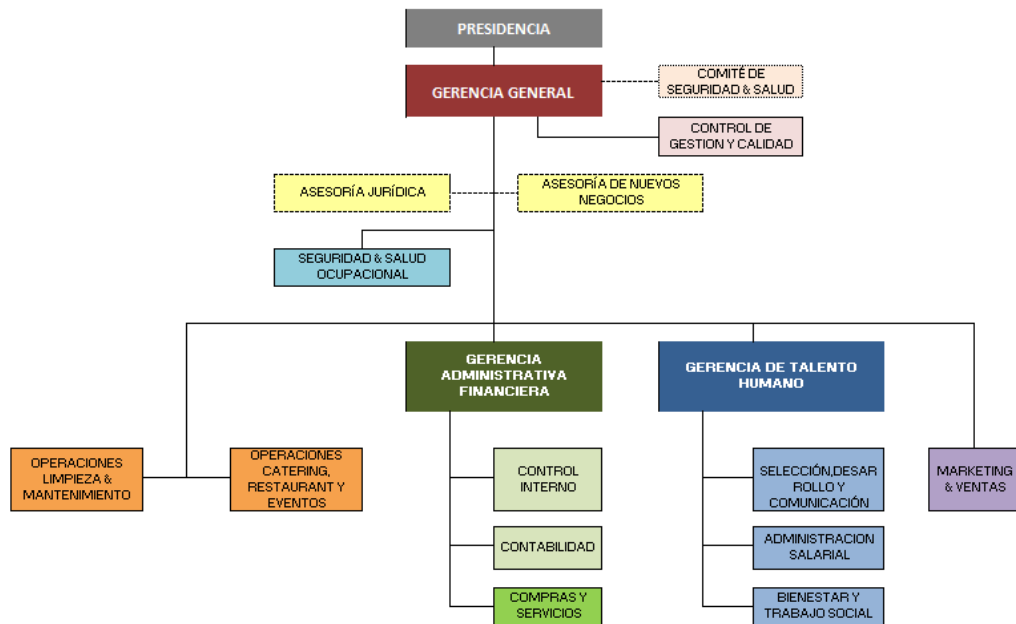 PRESIDENCIA
GERENCIA GENERAL
COMITÉ DE
SEGURIDAD & SALUD
CONTROL DE
GESTION Y CALIDAD
ASESORÍA JURÍDICA
ASESORÍA DE NUEVOS
NEGOCIOS
SEGURIDAD & SALUD
OCUPACIONAL
GERENCIA
ADMINISTRATIVA
FINANCIERA
GERENCIA DE TALENTO
HUMANO
OPERACIONES
LIMPIEZA &
MANTENIMIENTO
OPERACIONES
CATERING,
RESTAURANT Y
EVENTOS
CONTROL
INTERNO
SELECCIÓN,DESAR
ROLLO Y
COMUNICACIÓN
MARKETING
& VENTAS
CONTABILIDAD
ADMINISTRACION
SALARIAL
COMPRAS Y
SERVICIOS
BIENESTAR Y
TRABAJO SOCIAL